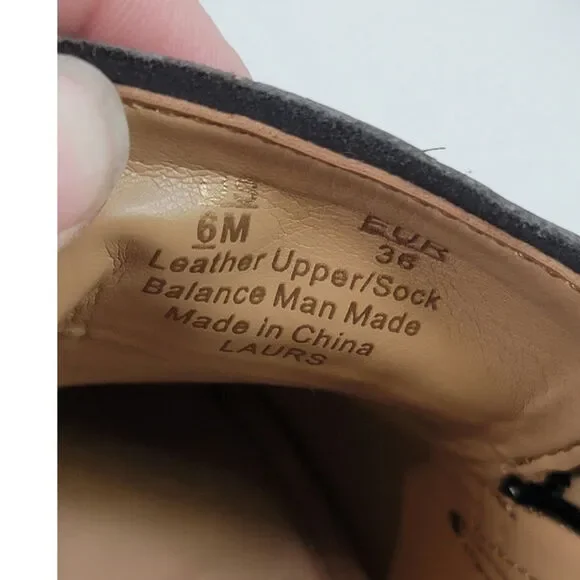 6M EUR
36
Leather Upper/Sock
Balance Man Made
Made in China
LAURS